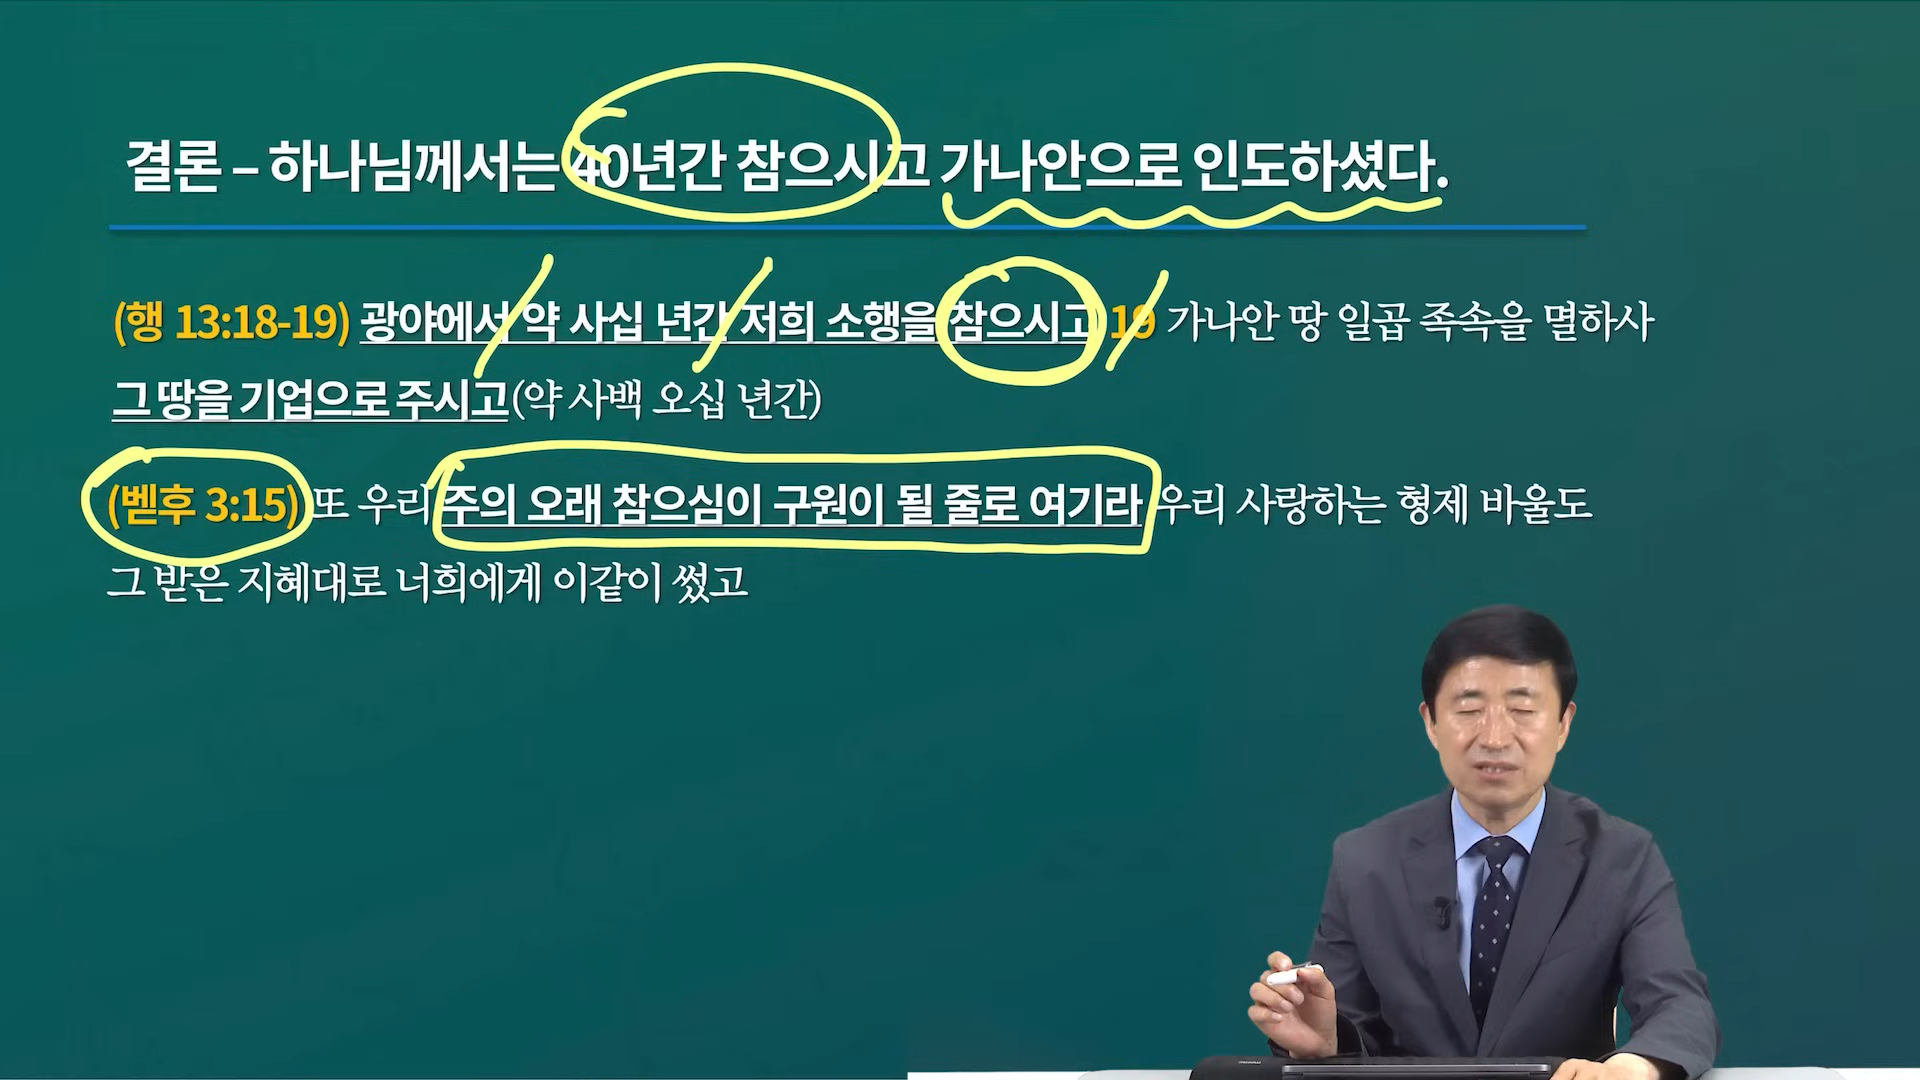 결론 – 하나님께서는 40년간 참으시고 가나안으로 인도하셨다.
(행 13:18-19) 광야에서 약 사십 년간 저희 소행을 참으시고 19 가나안 땅 일곱 족속을 멸하사
그 땅을 기업으로 주시고(약 사백 오십 년간)
(벧후 3:15) 또 우리 주의 오래 참으심이 구원이 될 줄로 여기라 우리 사랑하는 형제 바울도
그 받은 지혜대로 너희에게 이같이 썼고